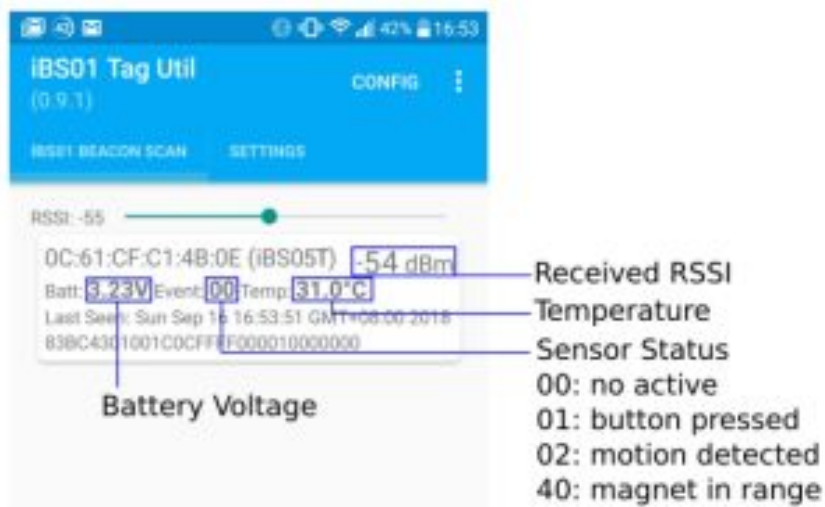 42% 16:53
iBS01 Tag Util
CONFIG
(0.9.1)
IBS01 BEACON SCAN SETTINGS
RSSI: -55
0C:61:CF:C1:4B:0E (iBS05T) -54 dBm
Batt: 3.23V Event: 00 Temp: 31.0°C
Last Seen: Sun Sep 16 16:53:51 GMT+08:00 2018
83BC4301001C0CFFFF000010000000
Received RSSI
Temperature
Sensor Status
00: no active
01: button pressed
02: motion detected
40: magnet in range
Battery Voltage